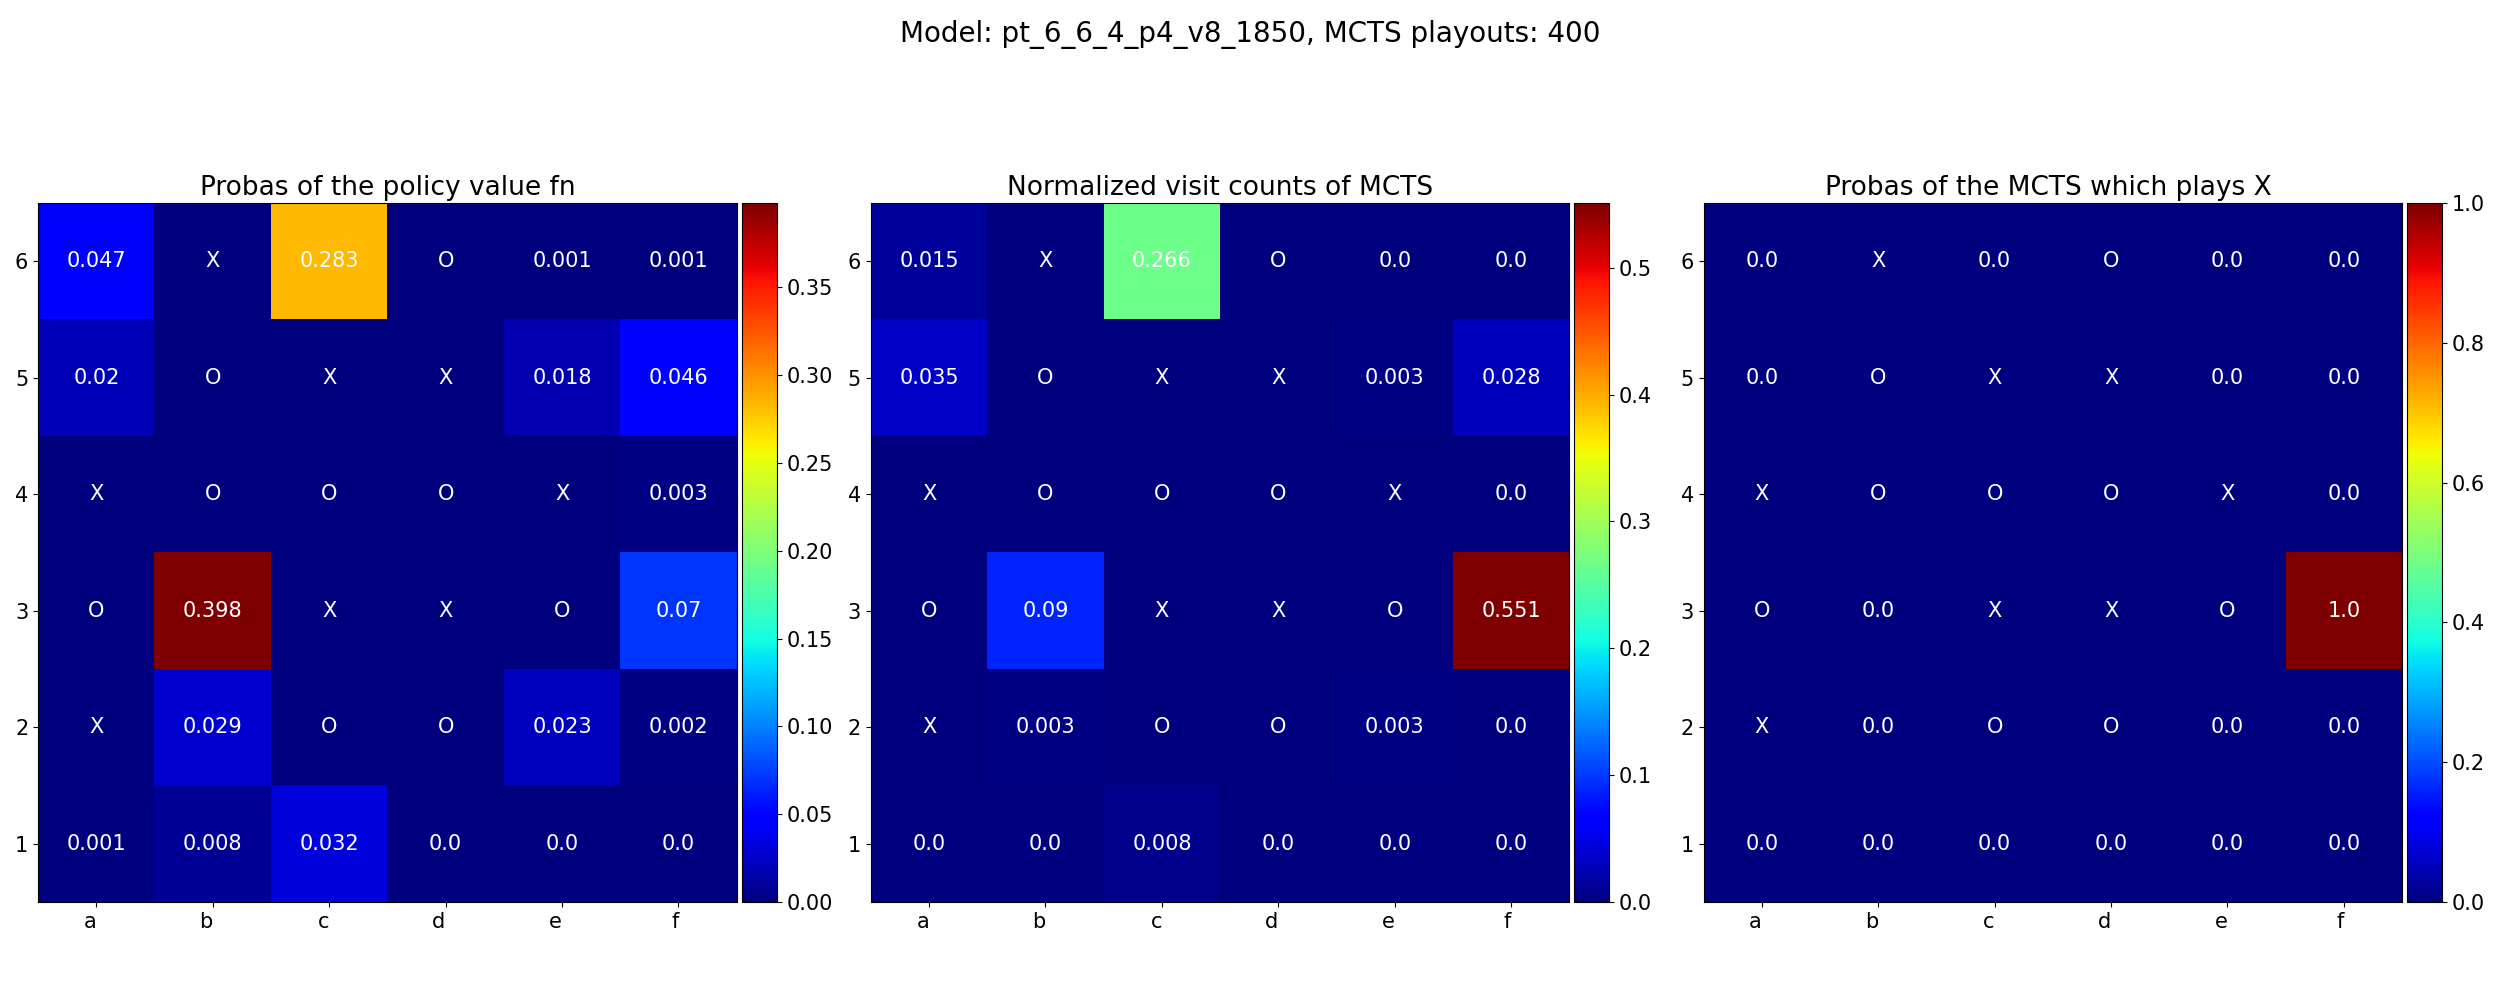 Model: pt_6_6_4_p4_v8_1850, MCTS playouts: 400
Probas of the policy value fn
6 0.047 X 0.283 O 0.001 0.001
5 0.02 O X X 0.018 0.046
4 X O O O X 0.003
3 O 0.398 X X O 0.07
2 X 0.029 O O 0.023 0.002
1 0.001 0.008 0.032 0.0 0.0 0.0
a b c d e f
0.35
0.30
0.25
0.20
0.15
0.10
0.05
0.00
Normalized visit counts of MCTS
6 0.015 X 0.266 O 0.0 0.0
5 0.035 O X X 0.003 0.028
4 X O O O X 0.0
3 O 0.09 X X O 0.551
2 X 0.003 O O 0.003 0.0
1 0.0 0.0 0.008 0.0 0.0 0.0
a b c d e f
0.5
0.4
0.3
0.2
0.1
0.0
Probas of the MCTS which plays X
6 0.0 X 0.0 O 0.0 0.0
5 0.0 O X X 0.0 0.0
4 X O O O X 0.0
3 O 0.0 X X O 1.0
2 X 0.0 O O 0.0 0.0
1 0.0 0.0 0.0 0.0 0.0 0.0
a b c d e f
1.0
0.8
0.6
0.4
0.2
0.0